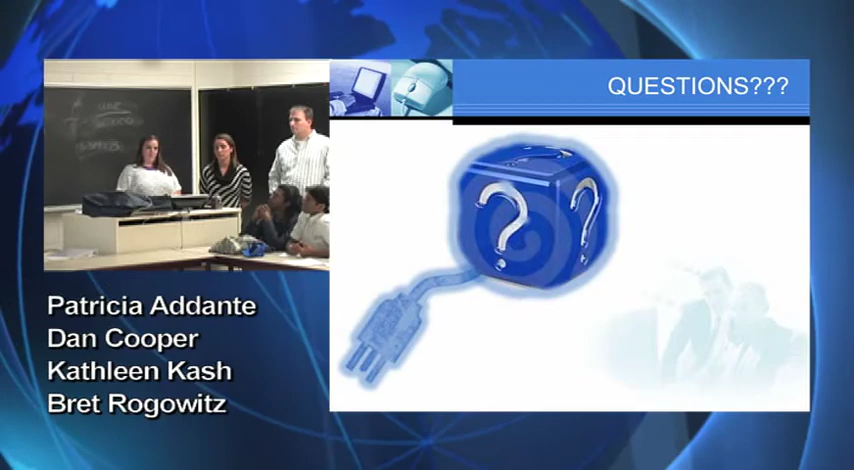 QUESTIONS???
Patricia Addante
Dan Cooper
Kathleen Kash
Bret Rogowitz